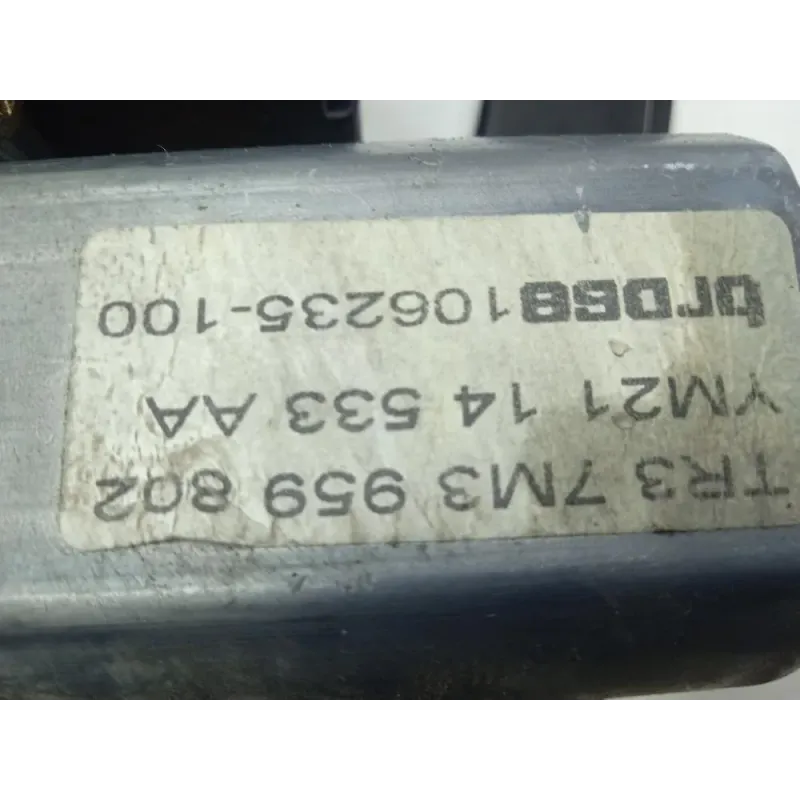 TR3 7M3 959 802
YM21 14 533 AA
brose 106235-100